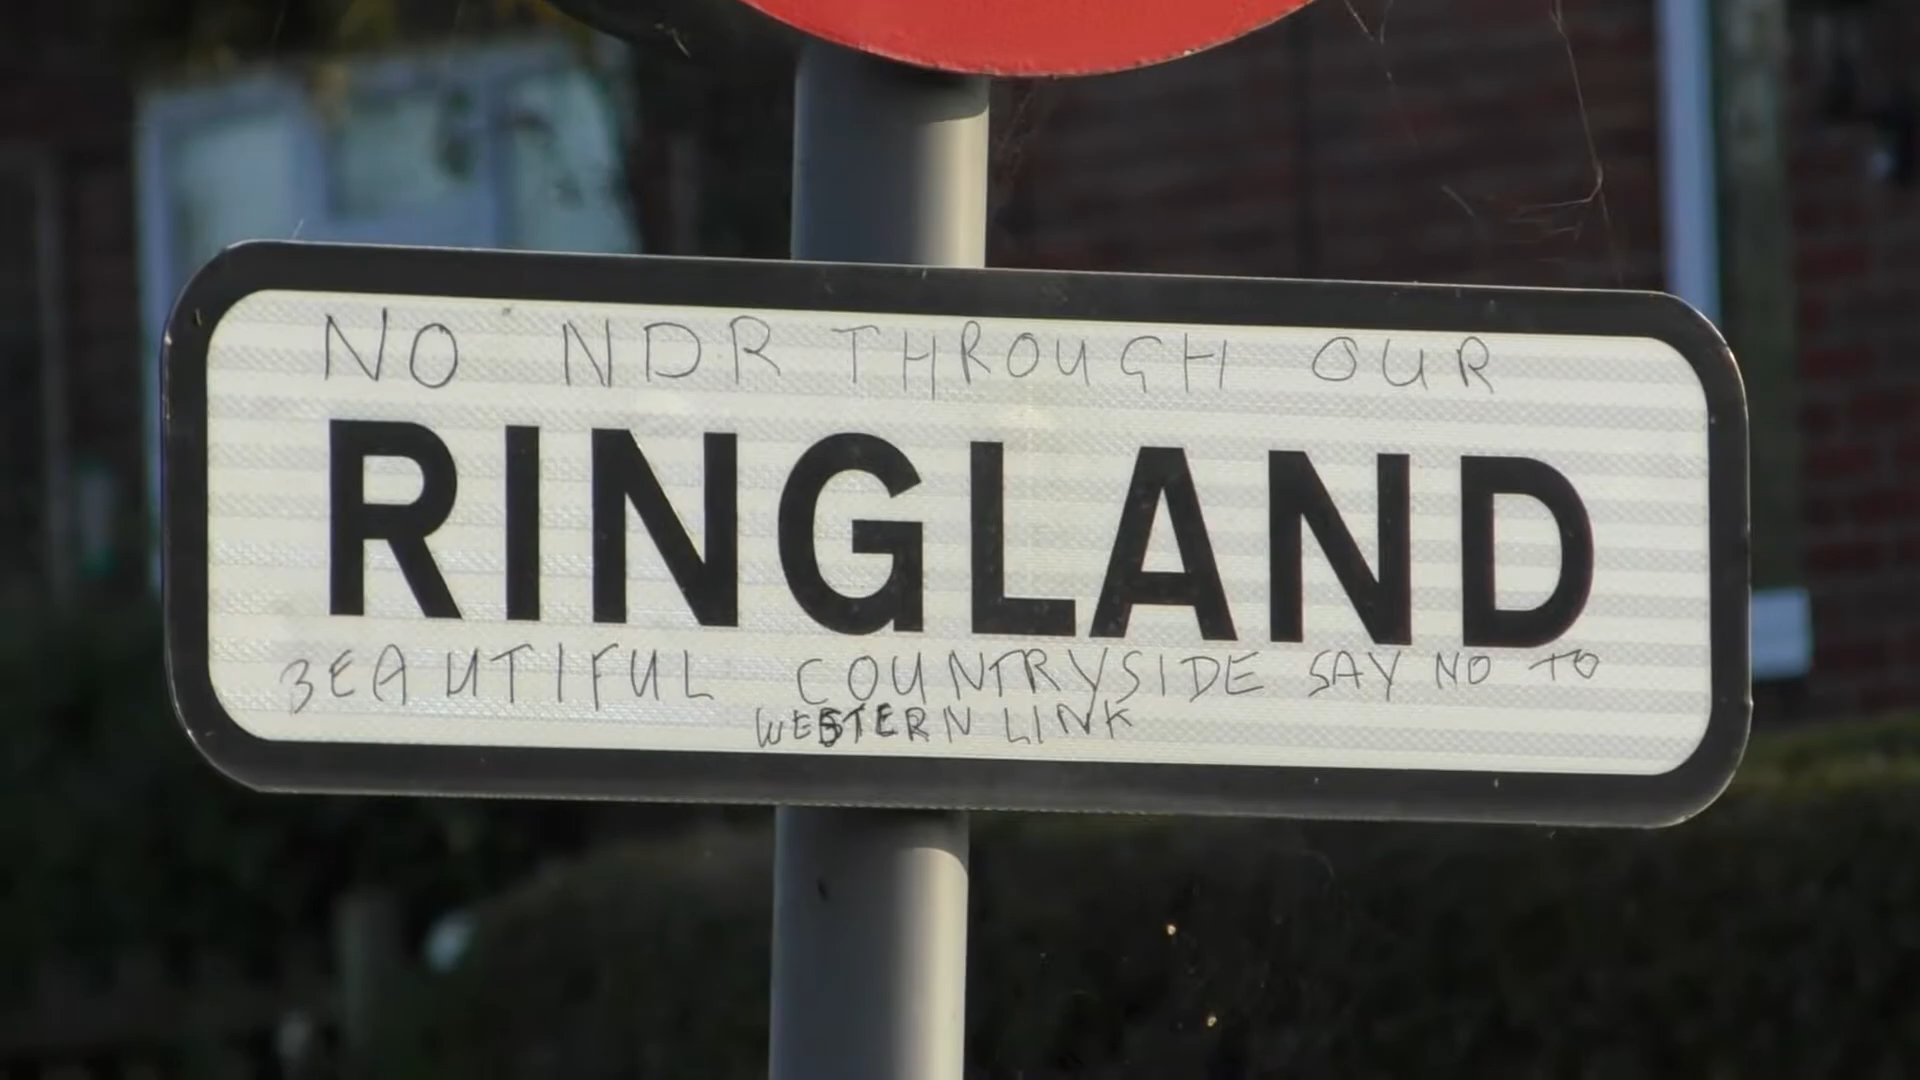 NO NDR THROUGH OUR
RINGLAND
BEAUTIFUL COUNTRYSIDE SAY NO TO
WESTERN LINK